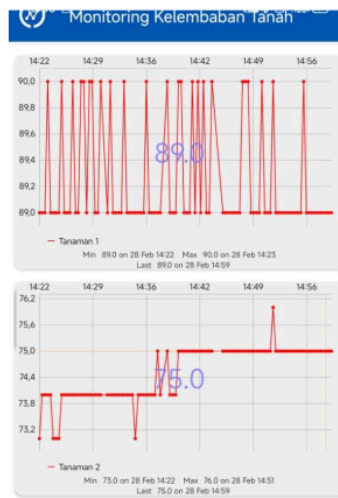 Monitoring Kelembaban Tanah
14:22 14:29 14:36 14:42 14:49 14:56
90,0
89,8
89,6
89,4
89,2
89,0
89.0
Tanaman 1
Min 89.0 on 28 Feb 14:22 Max 90.0 on 28 Feb 14:23
Last 89.0 on 28 Feb 14:59
14:22 14:29 14:36 14:42 14:49 14:56
76,2
75,6
75,0
74,4
73,8
73,2
75.0
Tanaman 2
Min 73.0 on 28 Feb 14:22 Max 76.0 on 28 Feb 14:51
Last 75.0 on 28 Feb 14:59